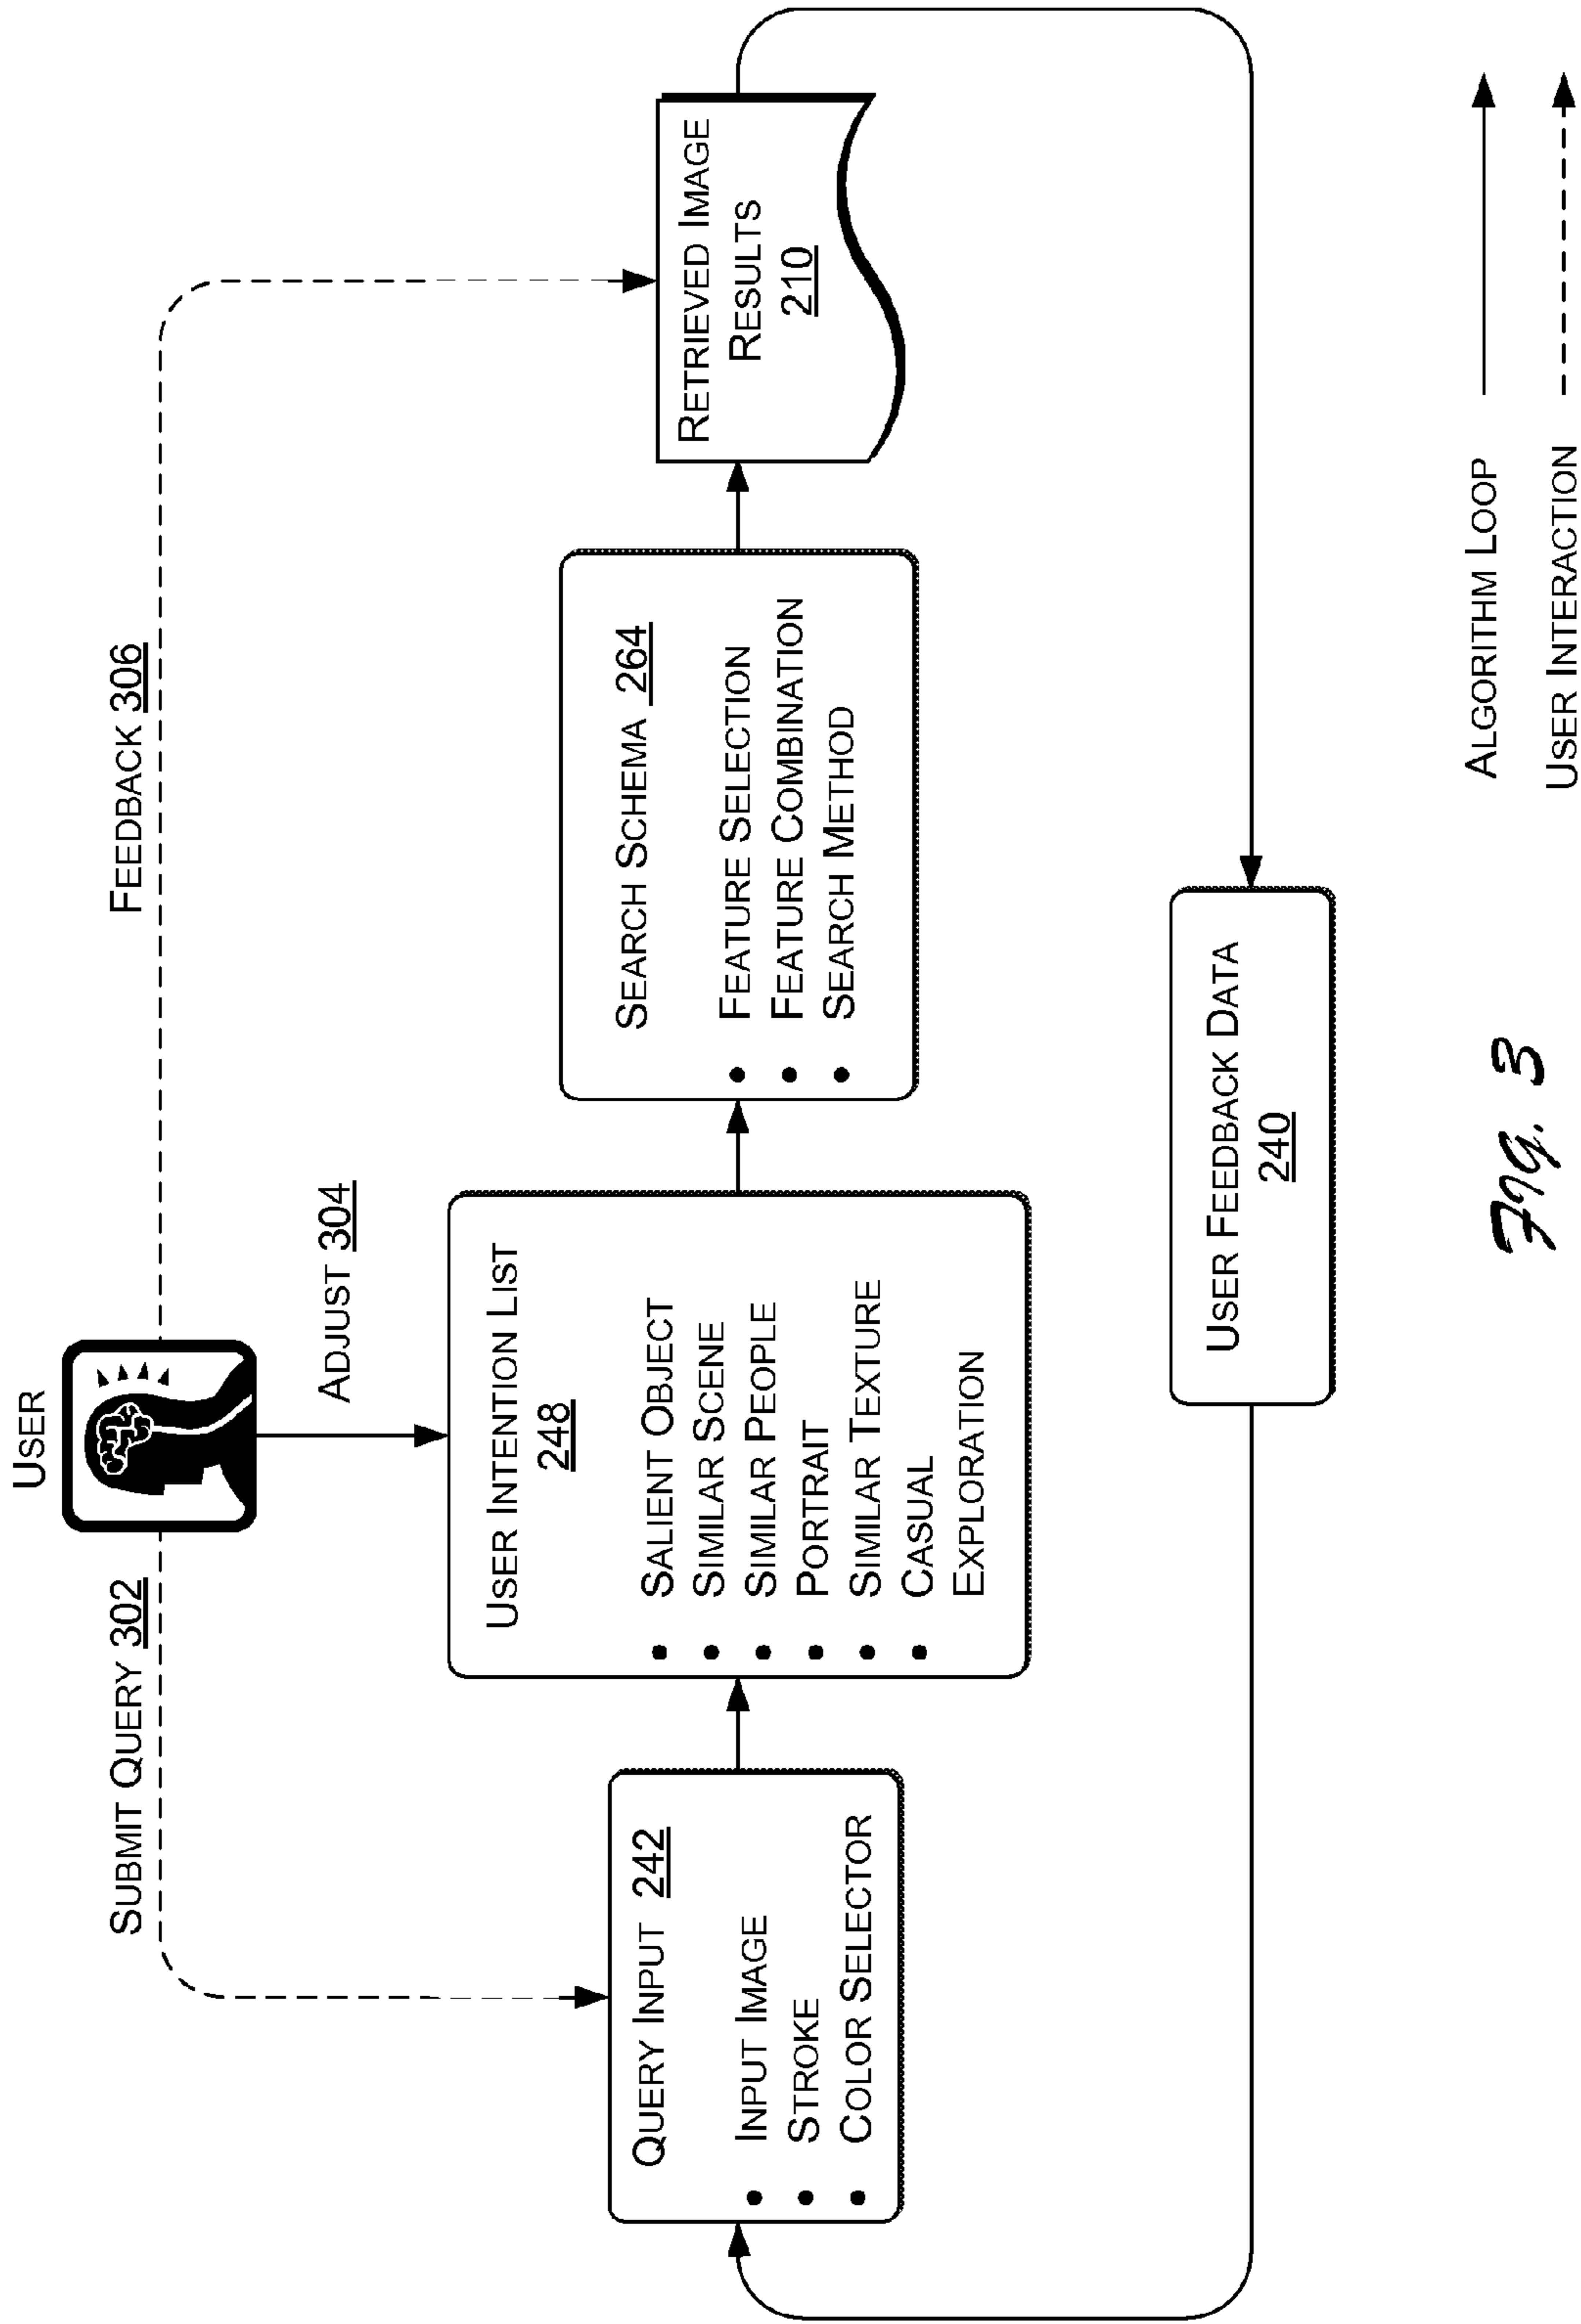 USER
SUBMIT QUERY 302
FEEDBACK 306
ADJUST 304
QUERY INPUT 242
• INPUT IMAGE
• STROKE
• COLOR SELECTOR
USER INTENTION LIST
248
• SALIENT OBJECT
• SIMILAR SCENE
• SIMILAR PEOPLE
• PORTRAIT
• SIMILAR TEXTURE
• CASUAL
EXPLORATION
SEARCH SCHEMA 264
• FEATURE SELECTION
• FEATURE COMBINATION
• SEARCH METHOD
RETRIEVED IMAGE
RESULTS
210
USER FEEDBACK DATA
240
ALGORITHM LOOP
USER INTERACTION
FIG. 3